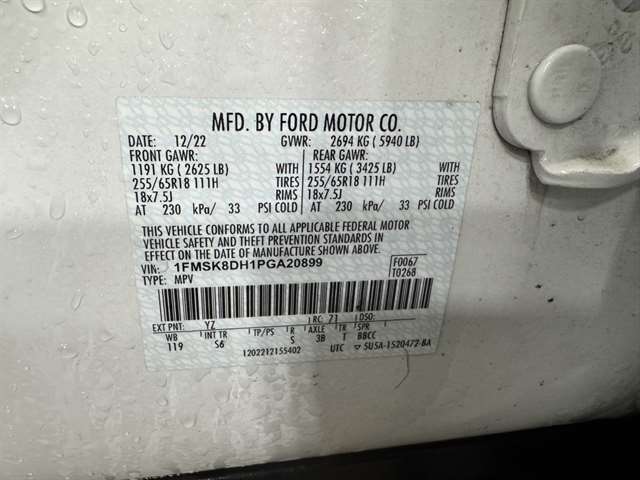 MFD. BY FORD MOTOR CO.
DATE: 12/22 GVWR: 2694 KG ( 5940 LB)
FRONT GAWR: REAR GAWR:
1191 KG ( 2625 LB) WITH 1554 KG ( 3425 LB) WITH
255/65R18 111H TIRES 255/65R18 111H TIRES
18x7.5J RIMS 18x7.5J RIMS
AT 230 kPa/ 33 PSI COLD AT 230 kPa/ 33 PSI COLD
THIS VEHICLE CONFORMS TO ALL APPLICABLE FEDERAL MOTOR
VEHICLE SAFETY AND THEFT PREVENTION STANDARDS IN
EFFECT ON THE DATE OF MANUFACTURE SHOWN ABOVE.
VIN: 1FMSK8DH1PGA20899 F0067
TYPE: MPV T0268
EXT PNT: YZ RC: 71 DSO:
WB INT TR TP/PS R AXLE TR SPR
119 S6 S 3B T BBCC
1202212155402 UTC 5U5A-1520472-BA